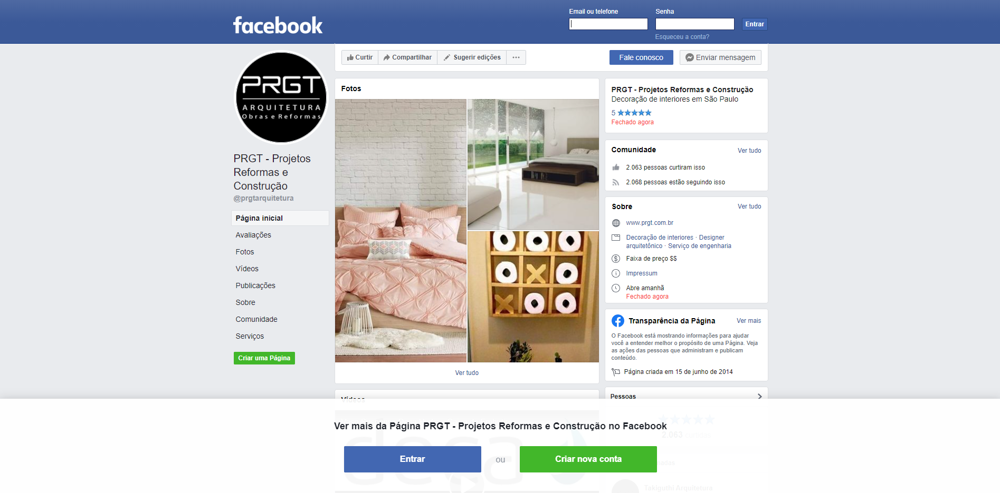 facebook
Email ou telefone
Senha
Entrar
Esqueceu a conta?
PRGT
ARQUITETURA
Obras e Reformas
PRGT - Projetos
Reformas e
Construção
@prgtarquitetura
Página inicial
Avaliações
Fotos
Vídeos
Publicações
Sobre
Comunidade
Serviços
Criar uma Página
Curtir
Compartilhar
Sugerir edições
Fale conosco
Enviar mensagem
Fotos
Ver tudo
Vídeos
PRGT - Projetos Reformas e Construção
Decoração de interiores em São Paulo
5
Fechado agora
Comunidade
Ver tudo
2.063 pessoas curtiram isso
2.068 pessoas estão seguindo isso
Sobre
Ver tudo
www.prgt.com.br
Decoração de interiores · Designer
arquitetônico · Serviço de engenharia
Faixa de preço $$
Impressum
Abre amanhã
Fechado agora
Transparência da Página
Ver mais
O Facebook está mostrando informações para ajudar
você a entender melhor o propósito de uma Página. Veja
as ações das pessoas que administram e publicam
conteúdo.
Página criada em 15 de junho de 2014
Pessoas
2.063
Ver mais da Página PRGT - Projetos Reformas e Construção no Facebook
Entrar
ou
Criar nova conta
deca
Takiguthi Arquitetura